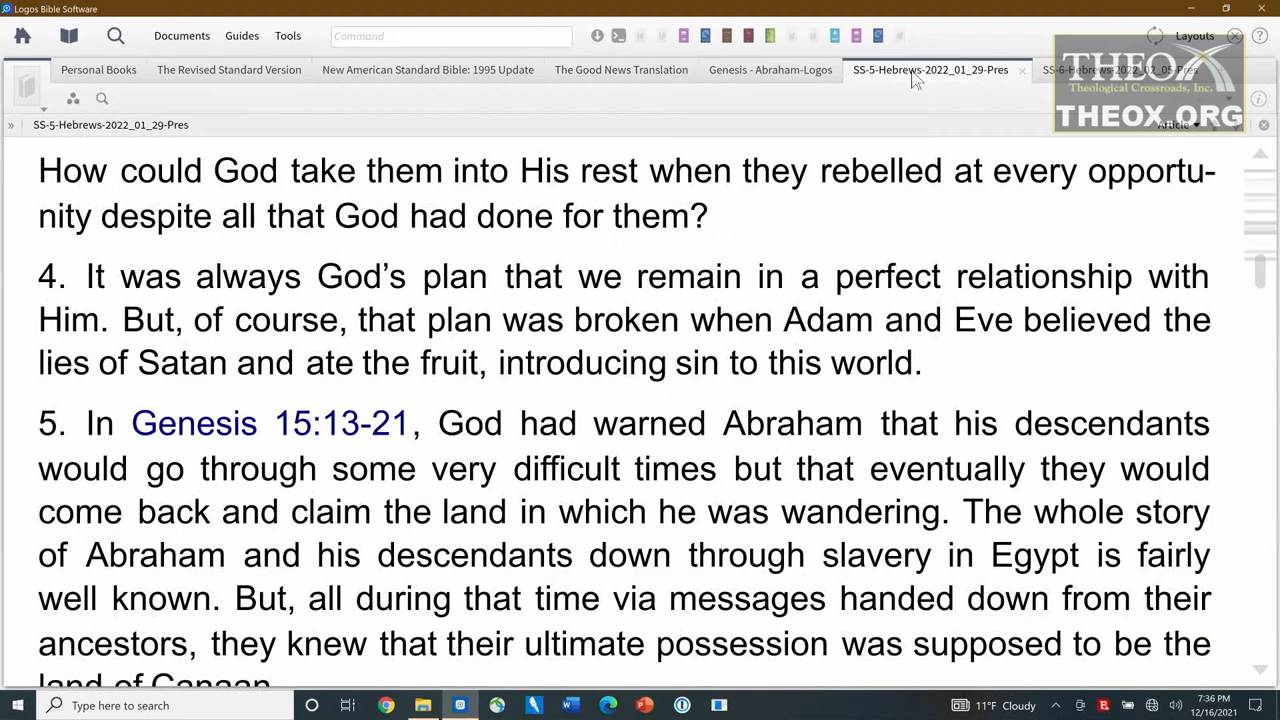 Logos Bible Software
Documents Guides Tools Command Layouts
Personal Books The Revised Standard Version New A 1995 Update The Good News Translation Genesis - Abraham-Logos SS-5-Hebrews-2022_01_29-Pres SS-6-Hebrews-2022_02_05-Pres
THEOX
Theological Crossroads, Inc.
THEOX.ORG
SS-5-Hebrews-2022_01_29-Pres Article
How could God take them into His rest when they rebelled at every opportu-
nity despite all that God had done for them?
4. It was always God’s plan that we remain in a perfect relationship with
Him. But, of course, that plan was broken when Adam and Eve believed the
lies of Satan and ate the fruit, introducing sin to this world.
5. In Genesis 15:13-21, God had warned Abraham that his descendants
would go through some very difficult times but that eventually they would
come back and claim the land in which he was wandering. The whole story
of Abraham and his descendants down through slavery in Egypt is fairly
well known. But, all during that time via messages handed down from their
ancestors, they knew that their ultimate possession was supposed to be the
land of Canaan.
Type here to search 11°F Cloudy 7:36 PM
12/16/2021